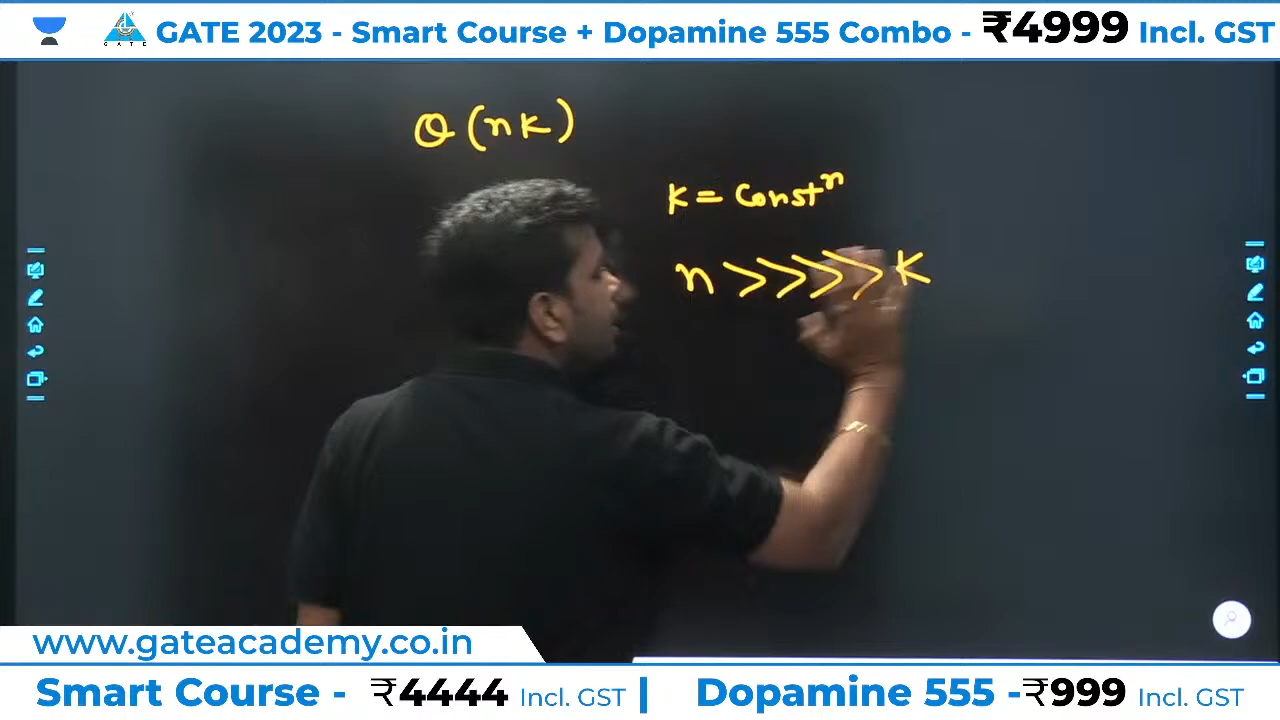 GATE
GATE 2023 - Smart Course + Dopamine 555 Combo - ₹4999 Incl. GST
θ(nk)
k = Constⁿ
n >>>>> k
www.gateacademy.co.in
Smart Course - ₹4444 Incl. GST | Dopamine 555 -₹999 Incl. GST